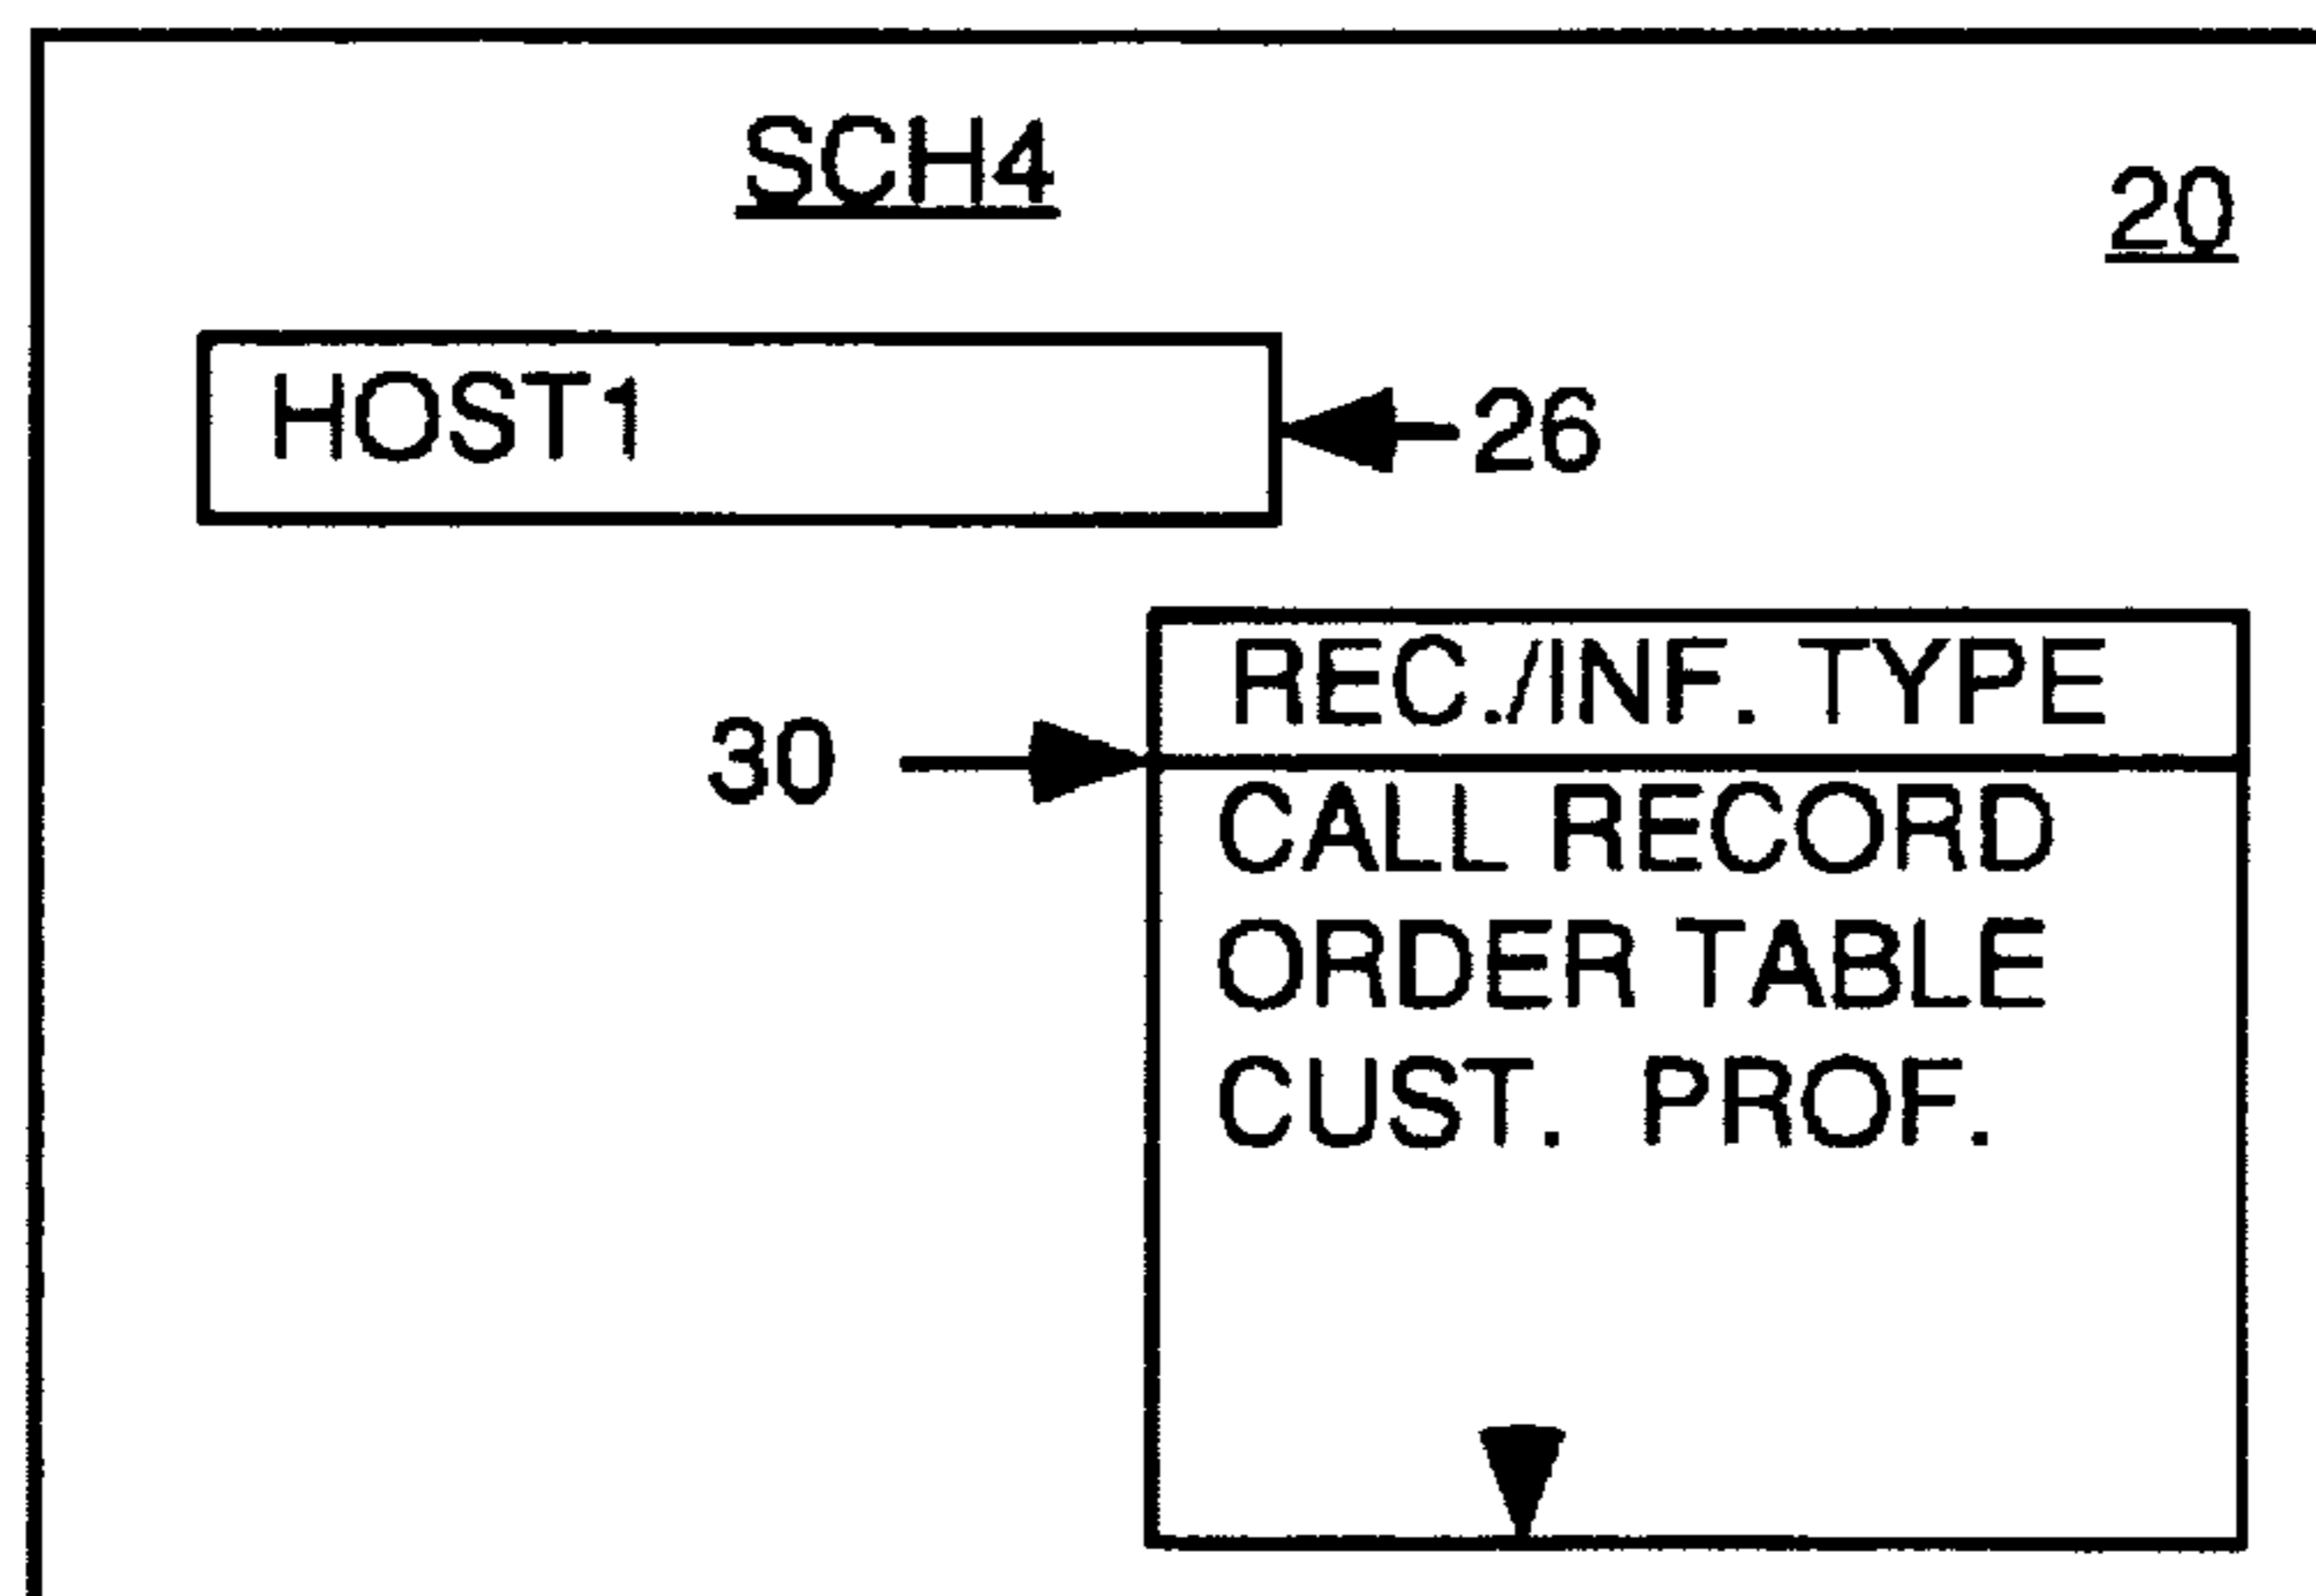 SCH4
20
HOST1
26
REC./INF. TYPE
30
CALL RECORD
ORDER TABLE
CUST. PROF.